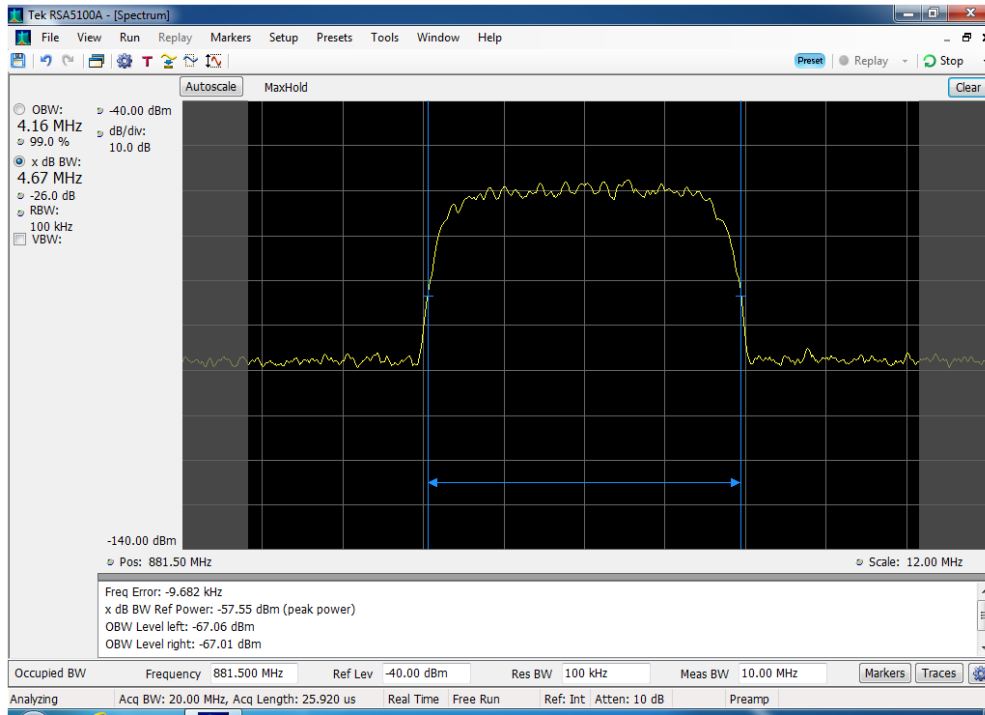 Tek RSA5100A - [Spectrum]
File View Run Replay Markers Setup Presets Tools Window Help
T Preset Replay Stop
Autoscale MaxHold Clear
OBW:
4.16 MHz
99.0 %
x dB BW:
4.67 MHz
-26.0 dB
RBW:
100 kHz
VBW:
-40.00 dBm
dB/div:
10.0 dB
-140.00 dBm
Pos: 881.50 MHz Scale: 12.00 MHz
Freq Error: -9.682 kHz
x dB BW Ref Power: -57.55 dBm (peak power)
OBW Level left: -67.06 dBm
OBW Level right: -67.01 dBm
Occupied BW Frequency 881.500 MHz Ref Lev -40.00 dBm Res BW 100 kHz Meas BW 10.00 MHz Markers Traces
Analyzing Acq BW: 20.00 MHz, Acq Length: 25.920 us Real Time Free Run Ref: Int Atten: 10 dB Preamp